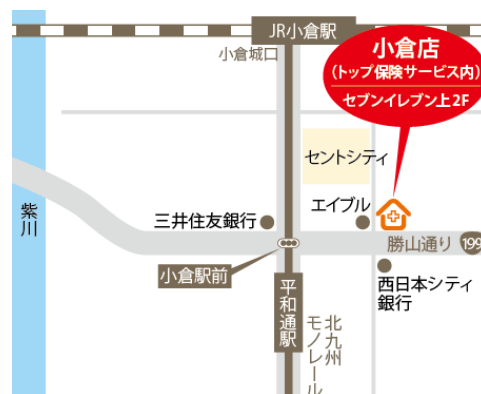 JR小倉駅
小倉城口
小倉店
(トップ保険サービス内)
セブンイレブン上2F
セントシティ
紫川
三井住友銀行
エイブル
勝山通り
199
小倉駅前
西日本シティ
銀行
平和通駅
北九州
モノレール